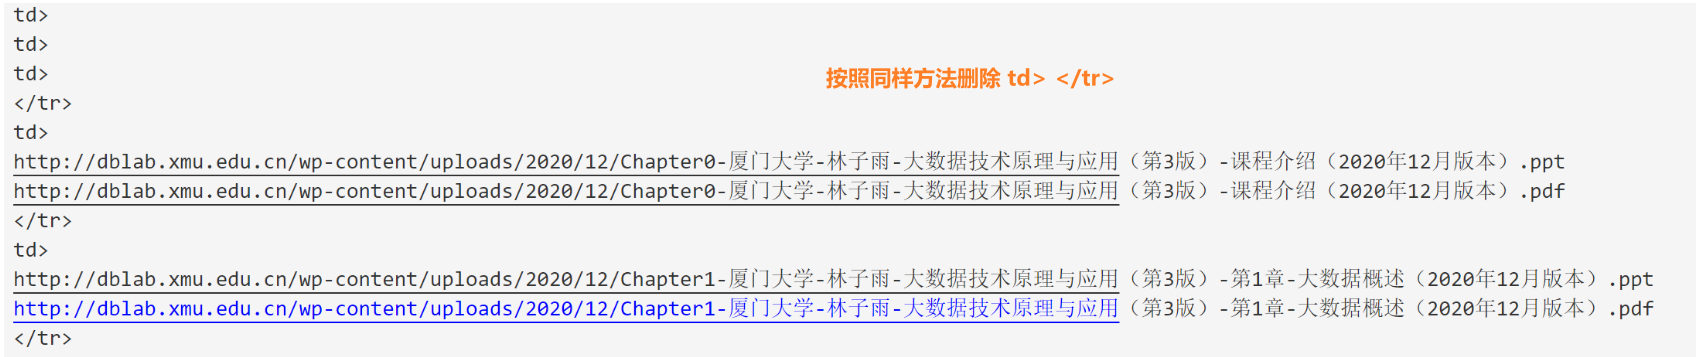 td>
td>
td>
按照同样方法删除 td> </tr>
</tr>
td>
http://dblab.xmu.edu.cn/wp-content/uploads/2020/12/Chapter0-厦门大学-林子雨-大数据技术原理与应用（第3版）-课程介绍（2020年12月版本）.ppt
http://dblab.xmu.edu.cn/wp-content/uploads/2020/12/Chapter0-厦门大学-林子雨-大数据技术原理与应用（第3版）-课程介绍（2020年12月版本）.pdf
</tr>
td>
http://dblab.xmu.edu.cn/wp-content/uploads/2020/12/Chapter1-厦门大学-林子雨-大数据技术原理与应用（第3版）-第1章-大数据概述（2020年12月版本）.ppt
http://dblab.xmu.edu.cn/wp-content/uploads/2020/12/Chapter1-厦门大学-林子雨-大数据技术原理与应用（第3版）-第1章-大数据概述（2020年12月版本）.pdf
</tr>